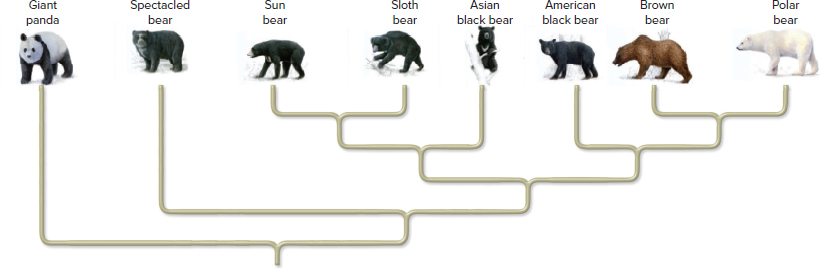 Giant
panda
Spectacled
bear
Sun
bear
Sloth
bear
Asian
black bear
American
black bear
Brown
bear
Polar
bear